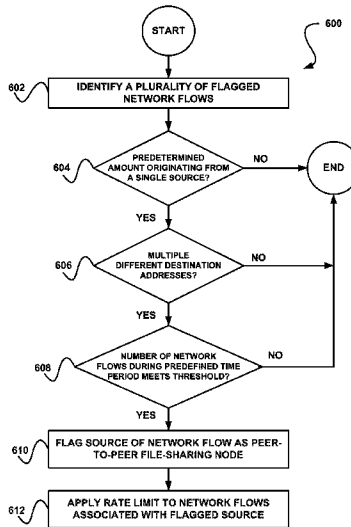 START
600
602
IDENTIFY A PLURALITY OF FLAGGED
NETWORK FLOWS
604
PREDETERMINED
AMOUNT ORIGINATING FROM
A SINGLE SOURCE?
NO
END
YES
606
MULTIPLE
DIFFERENT DESTINATION
ADDRESSES?
NO
YES
608
NUMBER OF NETWORK
FLOWS DURING PREDEFINED TIME
PERIOD MEETS THRESHOLD?
NO
YES
610
FLAG SOURCE OF NETWORK FLOW AS PEER-
TO-PEER FILE-SHARING NODE
612
APPLY RATE LIMIT TO NETWORK FLOWS
ASSOCIATED WITH FLAGGED SOURCE